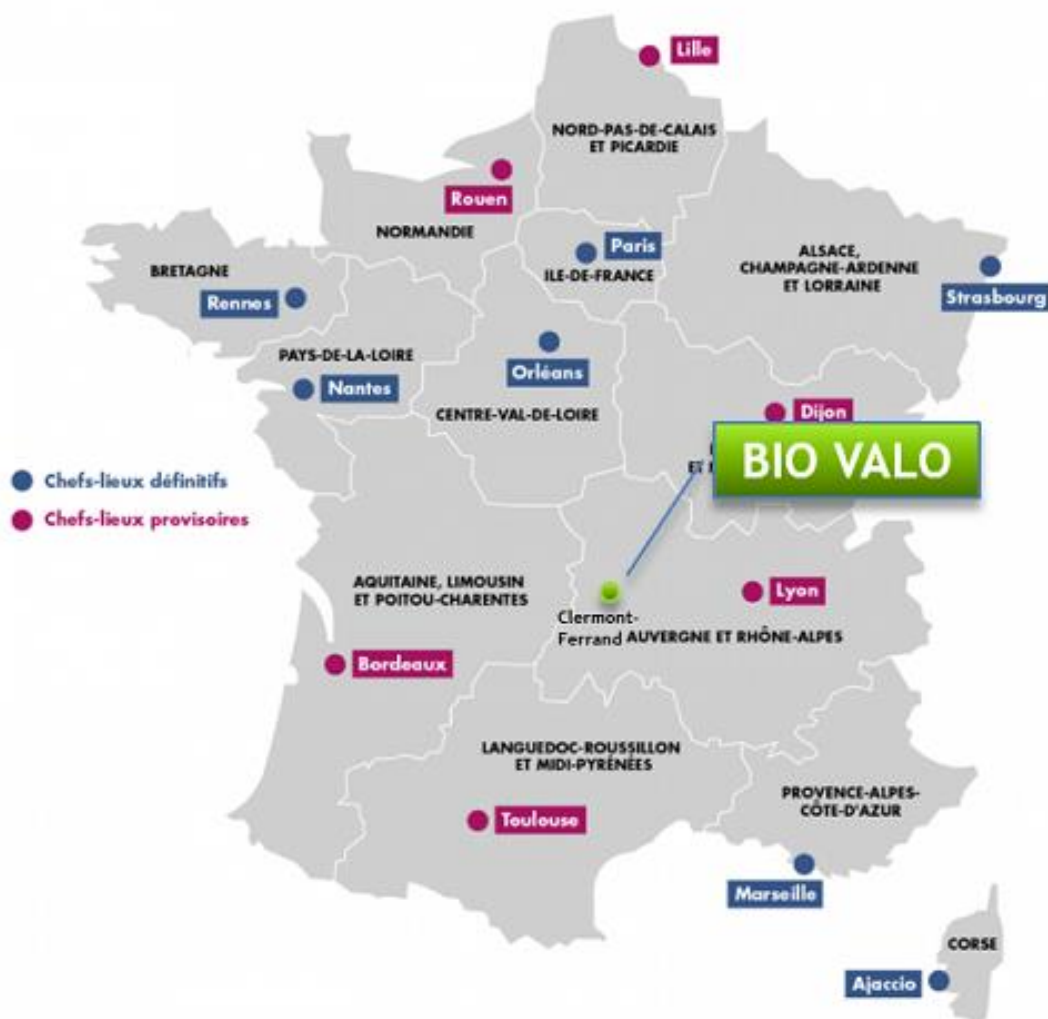 Lille
NORD-PAS-DE-CALAIS
ET PICARDIE
Rouen
NORMANDIE
Paris
ILE-DE-FRANCE
ALSACE,
CHAMPAGNE-ARDENNE
ET LORRAINE
Strasbourg
BRETAGNE
Rennes
PAYS-DE-LA-LOIRE
Nantes
Orléans
CENTRE-VAL-DE-LOIRE
Dijon
ET
BIO VALO
Chefs-lieux définitifs
Chefs-lieux provisoires
AQUITAINE, LIMOUSIN
ET POITOU-CHARENTES
Bordeaux
Clermont-
Ferrand
AUVERGNE ET RHÔNE-ALPES
Lyon
LANGUEDOC-ROUSSILLON
ET MIDI-PYRÉNÉES
Toulouse
PROVENCE-ALPES-
CÔTE-D'AZUR
Marseille
CORSE
Ajaccio